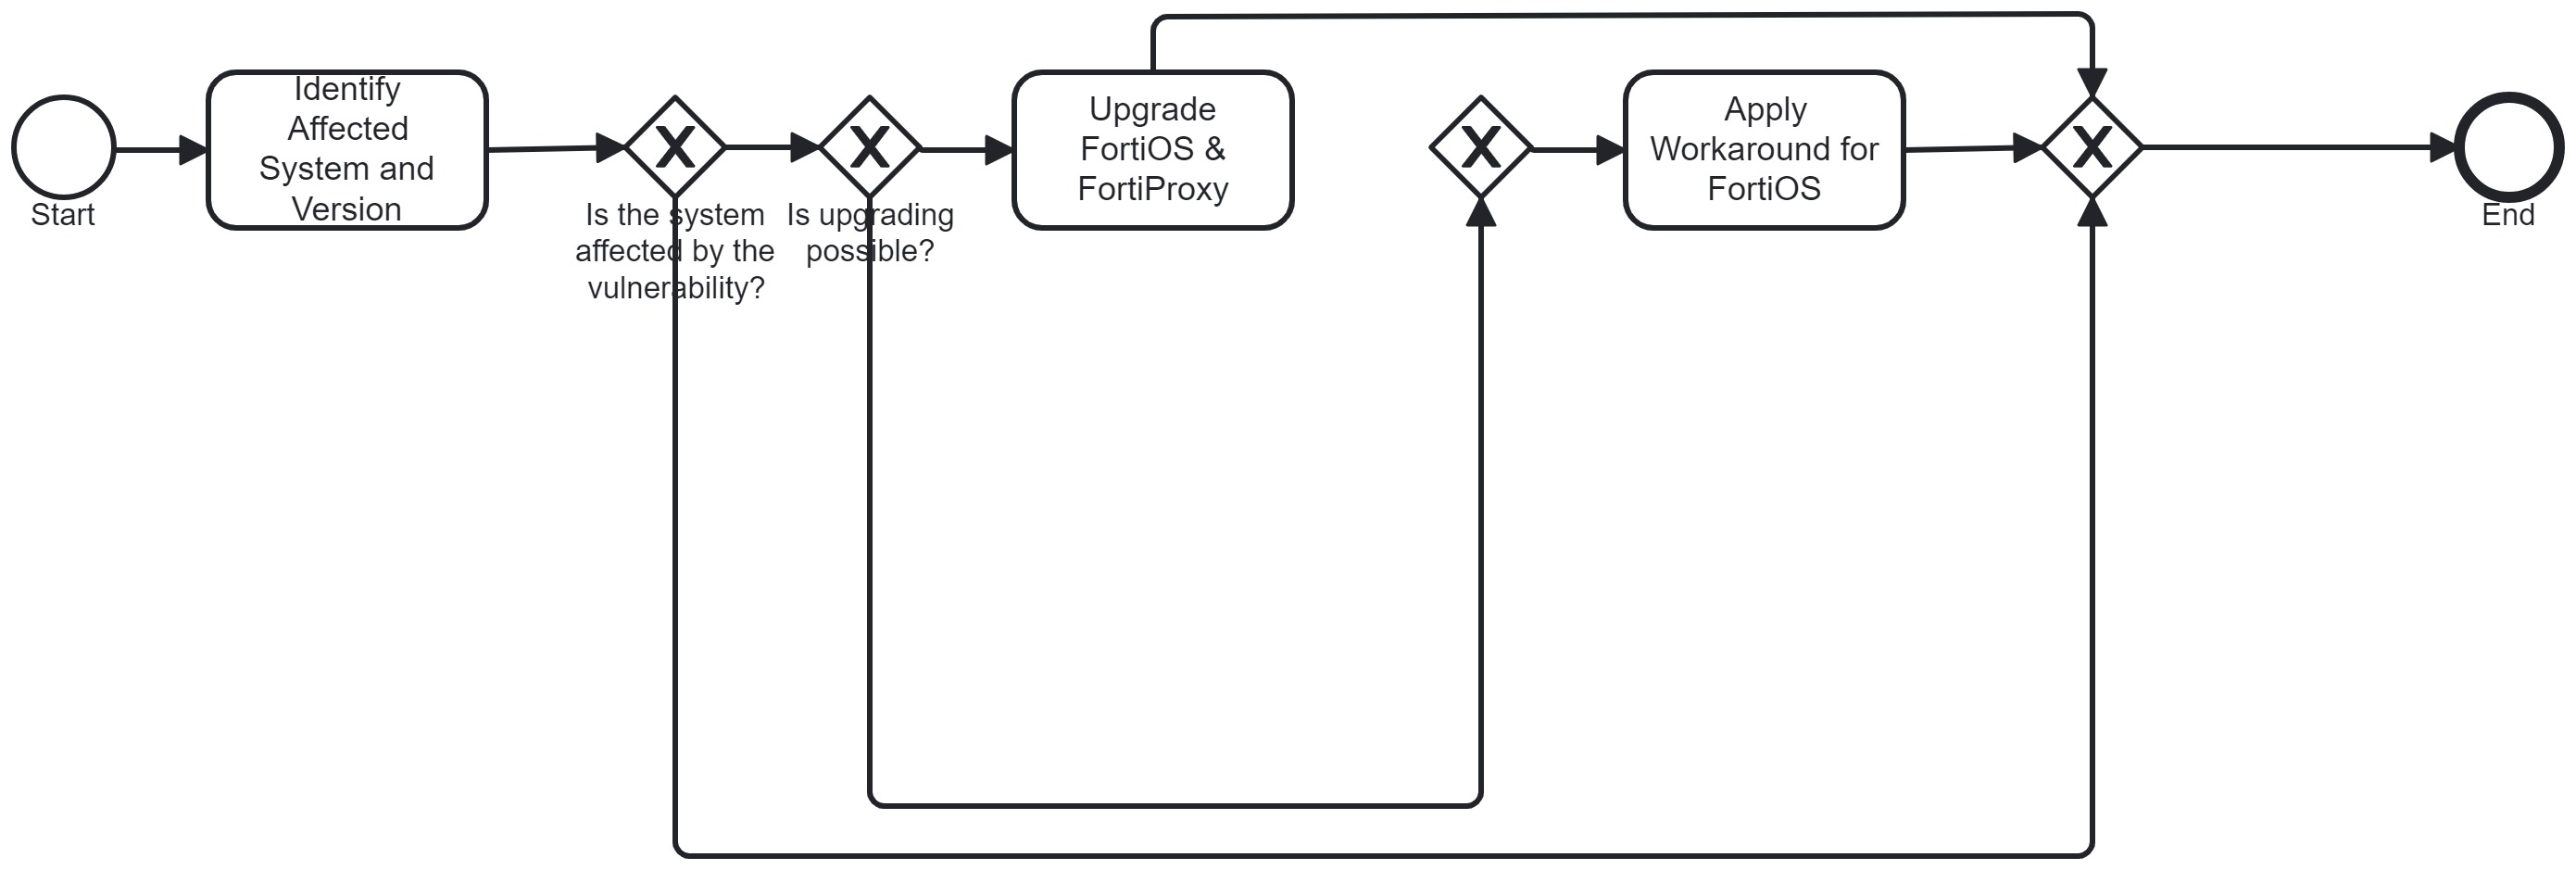 Start
Identify
Affected
System and
Version
X
Is the system
affected by the
vulnerability?
X
Is upgrading
possible?
Upgrade
FortiOS &
FortiProxy
X
Apply
Workaround for
FortiOS
X
End